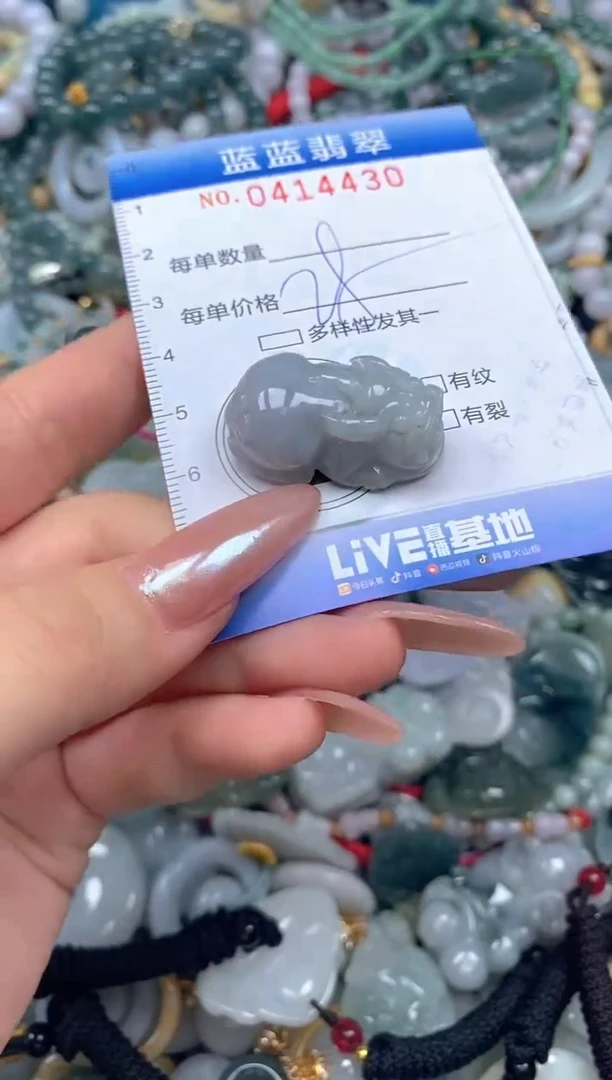 蓝蓝翡翠
NO.0414430
1
2
每单数量
3
每单价格
多样性发其一
4
有纹
5
有裂
6
LiVE直播基地
今日头条 抖音 西瓜视频 抖音火山版